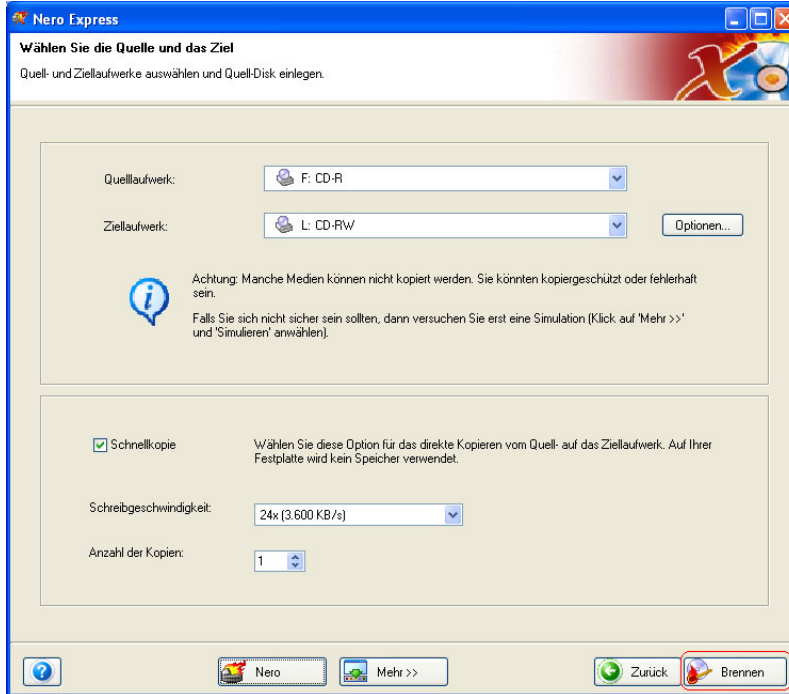 Nero Express
Wählen Sie die Quelle und das Ziel
Quell- und Ziellaufwerke auswählen und Quell-Disk einlegen.
Quelllaufwerk:
F: CD-R
Ziellaufwerk:
L: CD-RW
Optionen...
Achtung: Manche Medien können nicht kopiert werden. Sie könnten kopiergeschützt oder fehlerhaft
sein.
Falls Sie sich nicht sicher sein sollten, dann versuchen Sie erst eine Simulation (Klick auf 'Mehr >>'
und 'Simulieren' anwählen).
Schnellkopie
Wählen Sie diese Option für das direkte Kopieren vom Quell- auf das Ziellaufwerk. Auf Ihrer
Festplatte wird kein Speicher verwendet.
Schreibgeschwindigkeit:
24x (3.600 KB/s)
Anzahl der Kopien:
1
Nero
Mehr >>
Zurück
Brennen